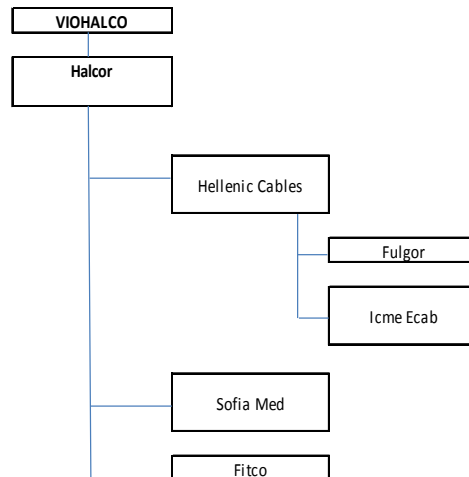 VIOHALCO
Halcor
Hellenic Cables
Fulgor
Icme Ecab
Sofia Med
Fitco